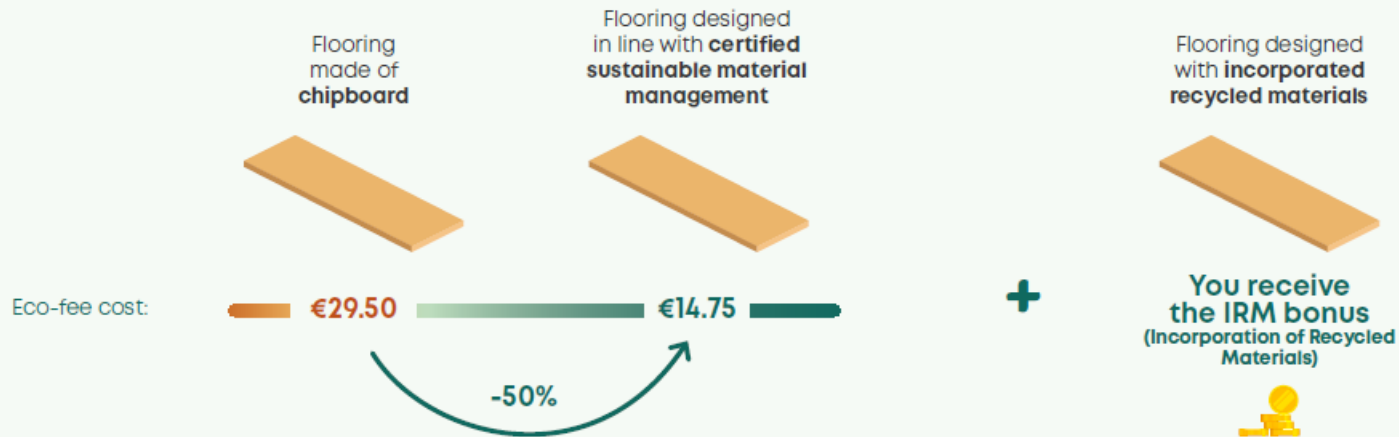 Flooring
made of
chipboard
Flooring designed
in line with certified
sustainable material
management
Flooring designed
with incorporated
recycled materials
Eco-fee cost:
€29.50
€14.75
-50%
+
You receive
the IRM bonus
(Incorporation of Recycled
Materials)